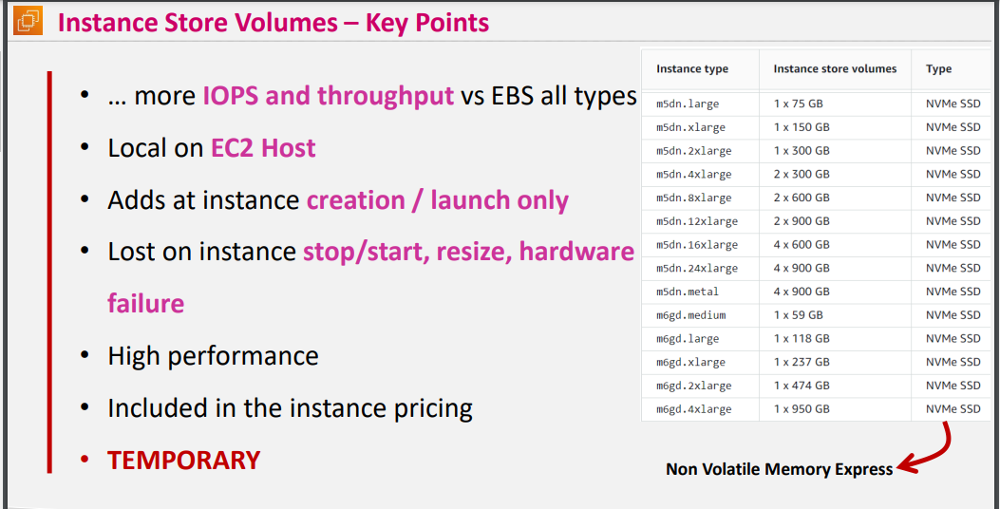 Instance Store Volumes – Key Points
• … more IOPS and throughput vs EBS all types
• Local on EC2 Host
• Adds at instance creation / launch only
• Lost on instance stop/start, resize, hardware
failure
• High performance
• Included in the instance pricing
• TEMPORARY
Instance type Instance store volumes Type
m5dn.large 1 x 75 GB NVMe SSD
m5dn.xlarge 1 x 150 GB NVMe SSD
m5dn.2xlarge 1 x 300 GB NVMe SSD
m5dn.4xlarge 2 x 300 GB NVMe SSD
m5dn.8xlarge 2 x 600 GB NVMe SSD
m5dn.12xlarge 2 x 900 GB NVMe SSD
m5dn.16xlarge 4 x 600 GB NVMe SSD
m5dn.24xlarge 4 x 900 GB NVMe SSD
m5dn.metal 4 x 900 GB NVMe SSD
m6gd.medium 1 x 59 GB NVMe SSD
m6gd.large 1 x 118 GB NVMe SSD
m6gd.xlarge 1 x 237 GB NVMe SSD
m6gd.2xlarge 1 x 474 GB NVMe SSD
m6gd.4xlarge 1 x 950 GB NVMe SSD
Non Volatile Memory Express